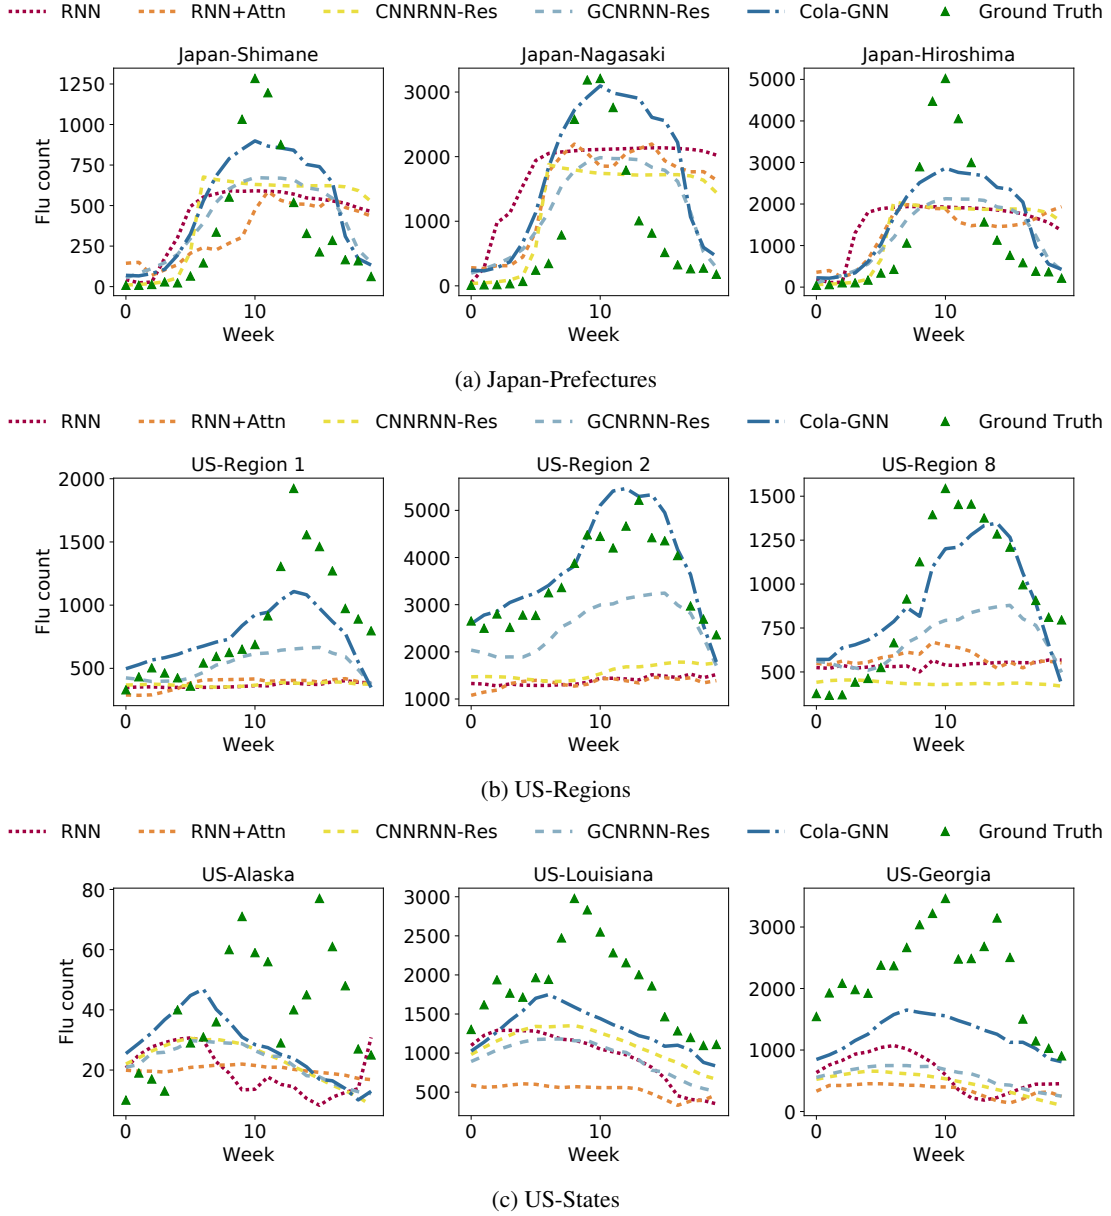 RNN RNN+Attn CNNRNN-Res GCNRNN-Res Cola-GNN Ground Truth
Japan-Shimane Japan-Nagasaki Japan-Hiroshima
Flu count
1250
1000
750
500
250
0
0 10
Week
3000
2000
1000
0
0 10
Week
5000
4000
3000
2000
1000
0
0 10
Week
(a) Japan-Prefectures
RNN RNN+Attn CNNRNN-Res GCNRNN-Res Cola-GNN Ground Truth
US-Region 1 US-Region 2 US-Region 8
Flu count
2000
1500
1000
500
0 10
Week
5000
4000
3000
2000
1000
0 10
Week
1500
1250
1000
750
500
0 10
Week
(b) US-Regions
RNN RNN+Attn CNNRNN-Res GCNRNN-Res Cola-GNN Ground Truth
US-Alaska US-Louisiana US-Georgia
Flu count
80
60
40
20
0 10
Week
3000
2500
2000
1500
1000
500
0 10
Week
3000
2000
1000
0
0 10
Week
(c) US-States